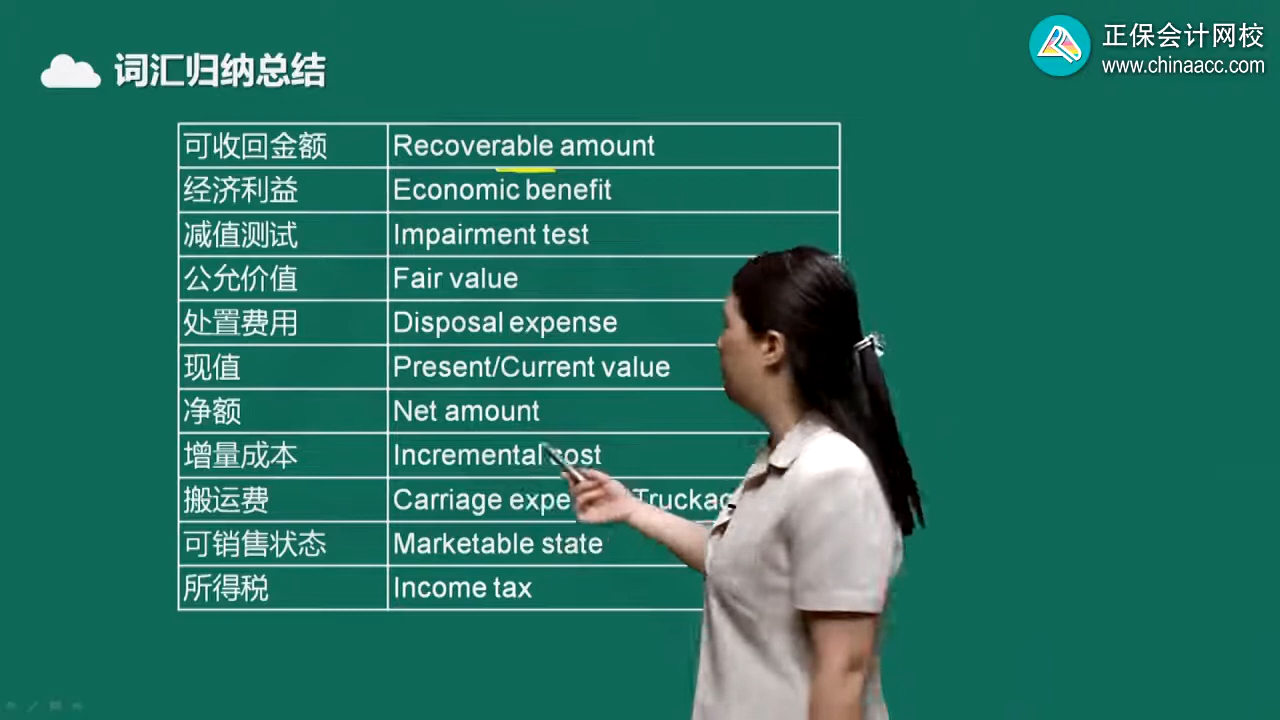 正保会计网校
www.chinaacc.com
词汇归纳总结
可收回金额 Recoverable amount
经济利益 Economic benefit
减值测试 Impairment test
公允价值 Fair value
处置费用 Disposal expense
现值 Present/Current value
净额 Net amount
增量成本 Incremental cost
搬运费 Carriage
可销售状态 Marketable state
所得税 Income tax